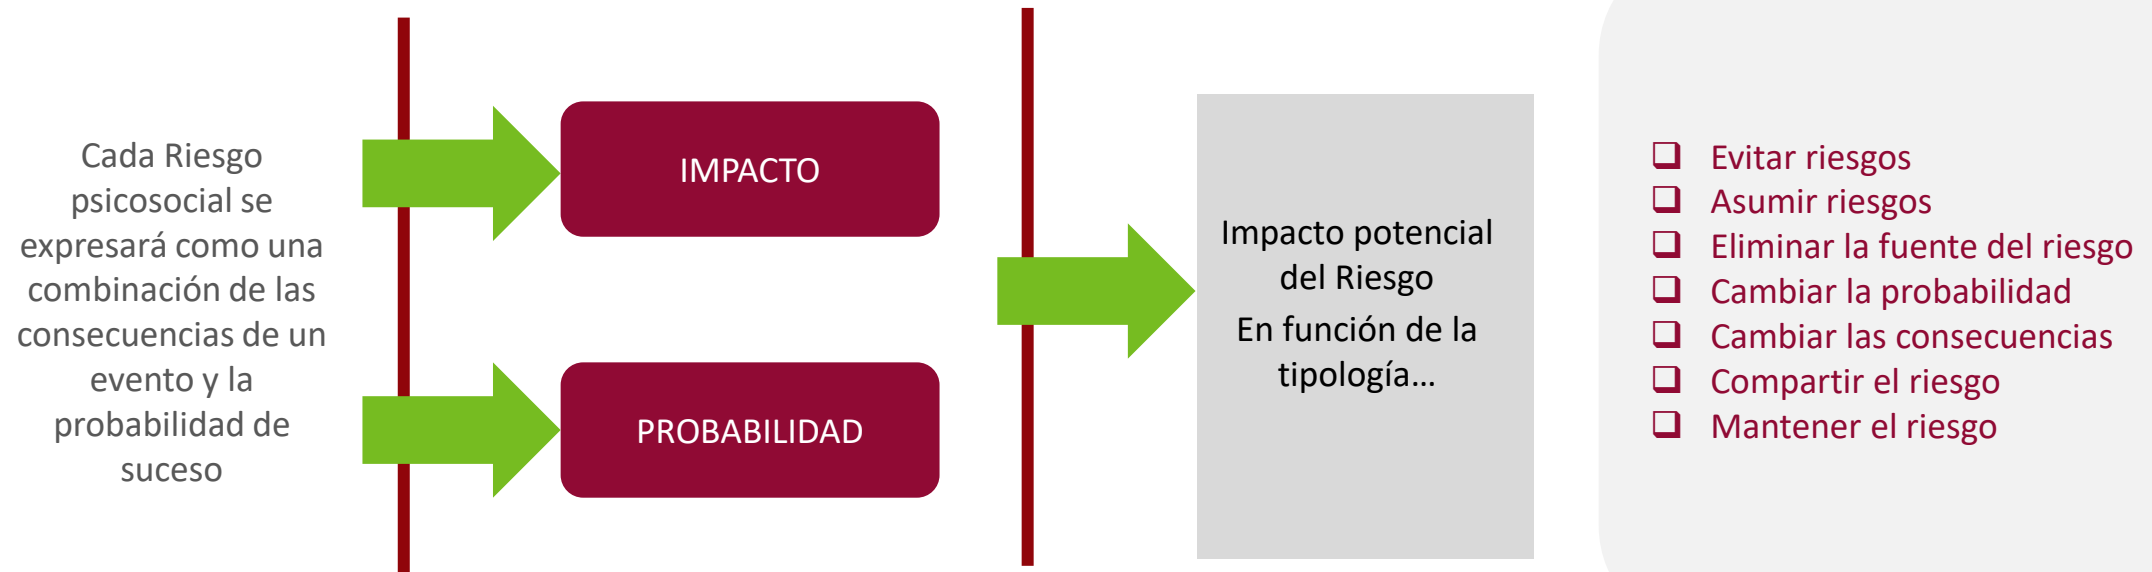 Cada Riesgo
psicosocial se
expresará como una
combinación de las
consecuencias de un
evento y la
probabilidad de
suceso
IMPACTO
PROBABILIDAD
Impacto potencial
del Riesgo
En función de la
tipología...
Evitar riesgos
Asumir riesgos
Eliminar la fuente del riesgo
Cambiar la probabilidad
Cambiar las consecuencias
Compartir el riesgo
Mantener el riesgo